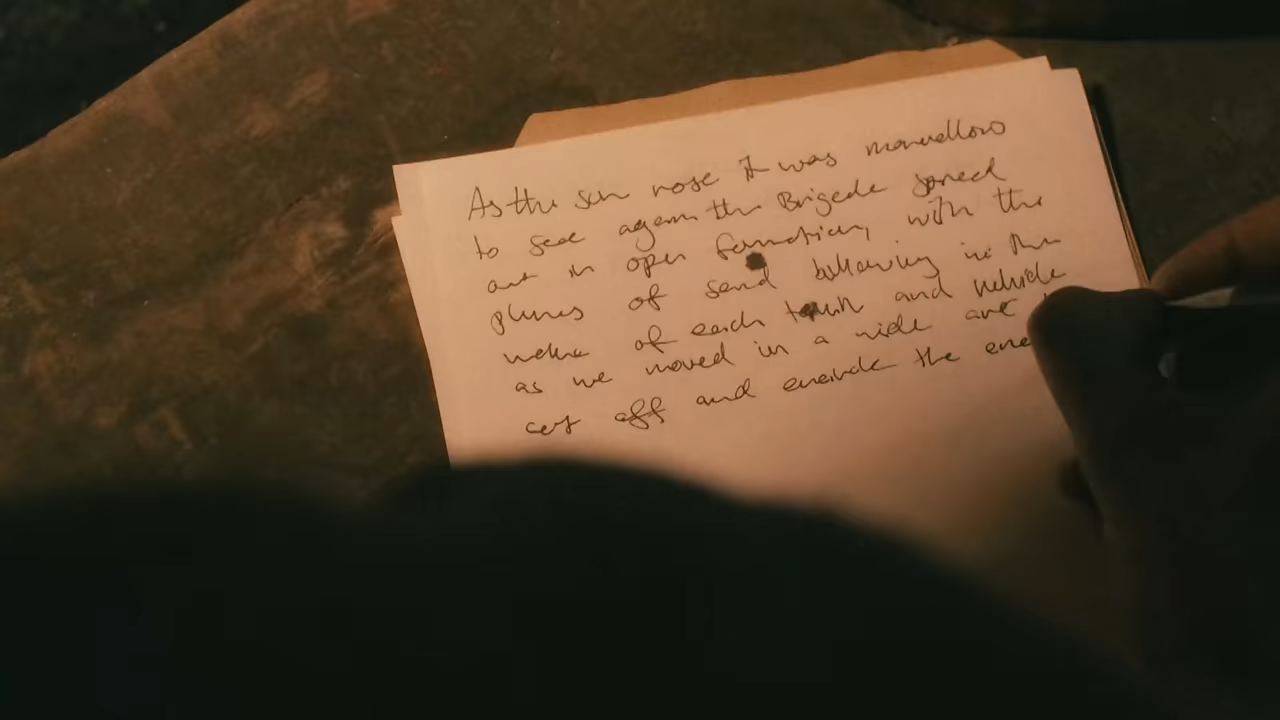 As the sun rose it was marvellous
to see again the Brigade spread
out in open formation, with the
plumes of sand billowing in the
wake of each tank and vehicle
as we moved in a wide arc
cut off and encircle the ene